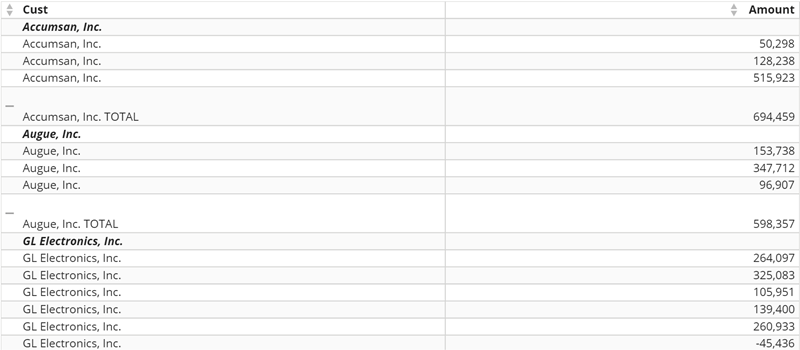 Cust Amount
Accumsan, Inc.
Accumsan, Inc. 50,298
Accumsan, Inc. 128,238
Accumsan, Inc. 515,923
Accumsan, Inc. TOTAL 694,459
Augue, Inc.
Augue, Inc. 153,738
Augue, Inc. 347,712
Augue, Inc. 96,907
Augue, Inc. TOTAL 598,357
GL Electronics, Inc.
GL Electronics, Inc. 264,097
GL Electronics, Inc. 325,083
GL Electronics, Inc. 105,951
GL Electronics, Inc. 139,400
GL Electronics, Inc. 260,933
GL Electronics, Inc. -45,436